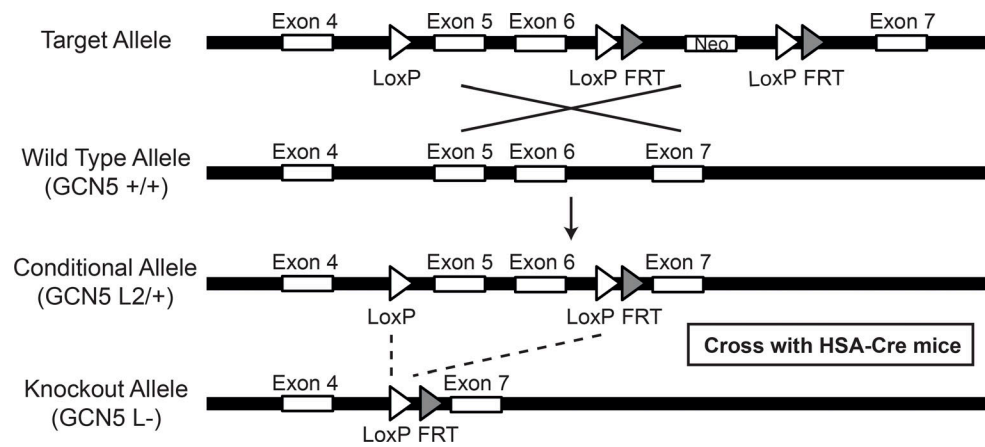 Target Allele
Exon 4 Exon 5 Exon 6 Neo Exon 7
LoxP LoxP FRT LoxP FRT
Wild Type Allele
(GCN5 +/+)
Exon 4 Exon 5 Exon 6 Exon 7
Conditional Allele
(GCN5 L2/+)
Exon 4 Exon 5 Exon 6 Exon 7
LoxP LoxP FRT
Cross with HSA-Cre mice
Knockout Allele
(GCN5 L-)
Exon 4 Exon 7
LoxP FRT